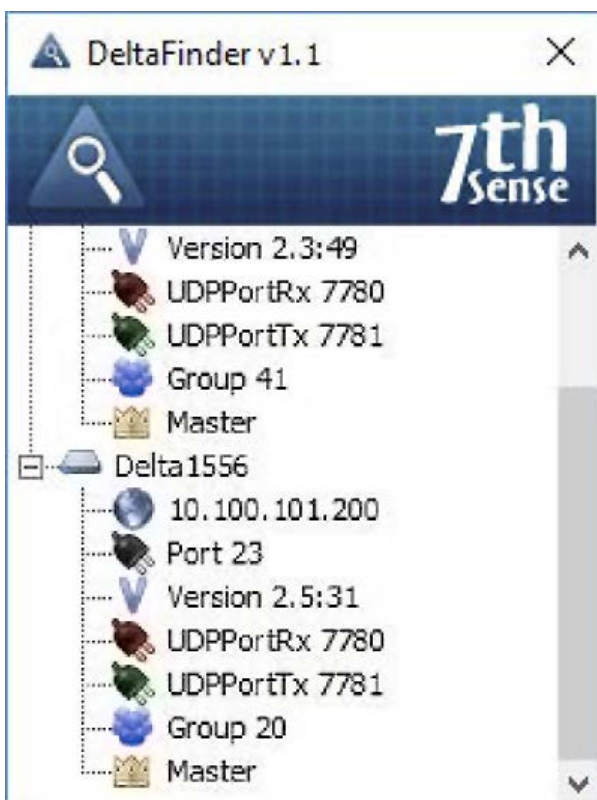 DeltaFinder v1.1
7th
Sense
Version 2.3:49
UDPPortRx 7780
UDPPortTx 7781
Group 41
Master
Delta1556
10.100.101.200
Port 23
Version 2.5:31
UDPPortRx 7780
UDPPortTx 7781
Group 20
Master